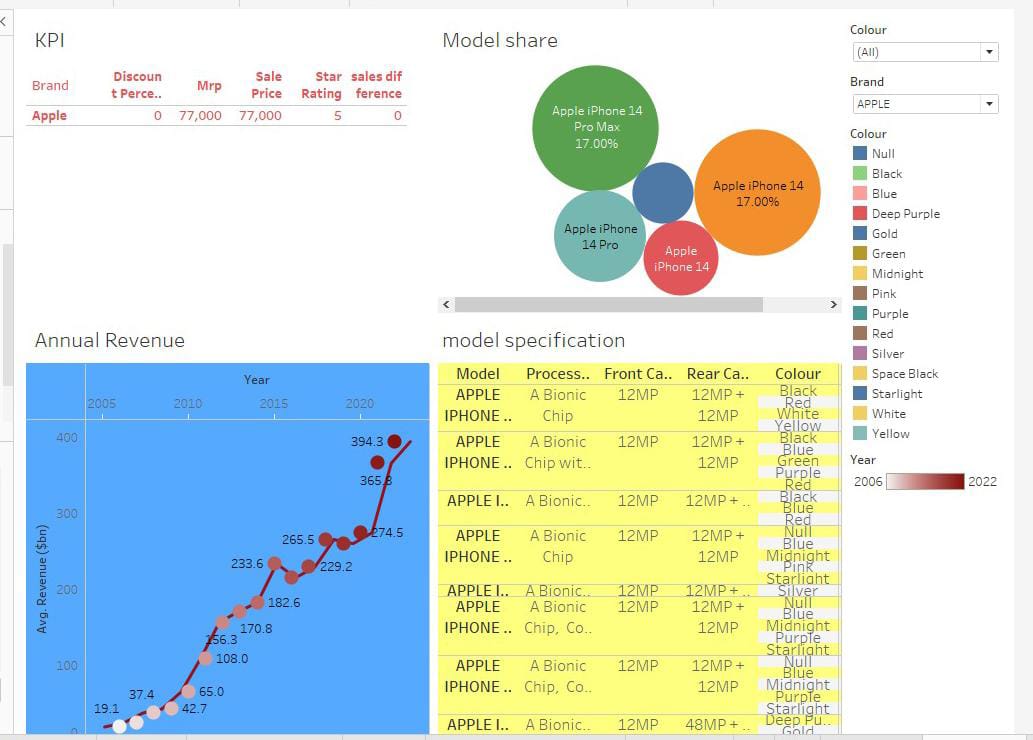 KPI
Brand
Discoun
t Perce..
Mrp
Sale
Price
Star
Rating
sales dif
ference
Apple 0 77,000 77,000 5 0
Model share
Apple iPhone 14
Pro Max
17.00%
Apple iPhone 14
17.00%
Apple iPhone
14 Pro
Apple
iPhone 14
Colour
(All)
Brand
APPLE
Colour
Null
Black
Blue
Deep Purple
Gold
Green
Midnight
Pink
Purple
Red
Silver
Space Black
Starlight
White
Yellow
Year
2006 2022
Annual Revenue
Year
2005 2010 2015 2020
Avg. Revenue ($bn)
400
300
200
100
0
394.3
365.8
274.5
265.5
233.6
229.2
182.6
170.8
156.3
108.0
65.0
37.4
42.7
19.1
model specification
Model Process.. Front Ca.. Rear Ca.. Colour
APPLE A Bionic 12MP 12MP + Black
Red
IPHONE .. Chip 12MP White
Yellow
APPLE A Bionic 12MP 12MP + Black
Blue
IPHONE .. Chip wit.. 12MP Green
Purple
Red
APPLE I.. A Bionic.. 12MP 12MP + .. Black
Blue
Red
APPLE A Bionic 12MP 12MP + Null
Blue
IPHONE .. Chip 12MP Midnight
Pink
Starlight
APPLE I.. A Bionic.. 12MP 12MP + .. Silver
APPLE A Bionic 12MP 12MP + Null
Blue
IPHONE .. Chip, Co.. 12MP Midnight
Purple
Starlight
APPLE A Bionic 12MP 12MP + Null
Blue
IPHONE .. Chip, Co.. 12MP Midnight
Purple
Starlight
APPLE I.. A Bionic.. 12MP 48MP + .. Deep Pu..
Gold